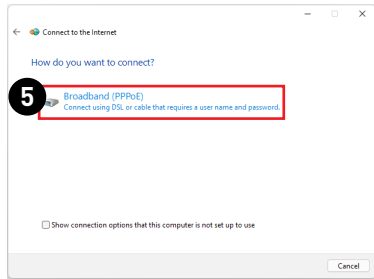 Connect to the Internet
How do you want to connect?
5
Broadband (PPPoE)
Connect using DSL or cable that requires a user name and password.
Show connection options that this computer is not set up to use
Cancel